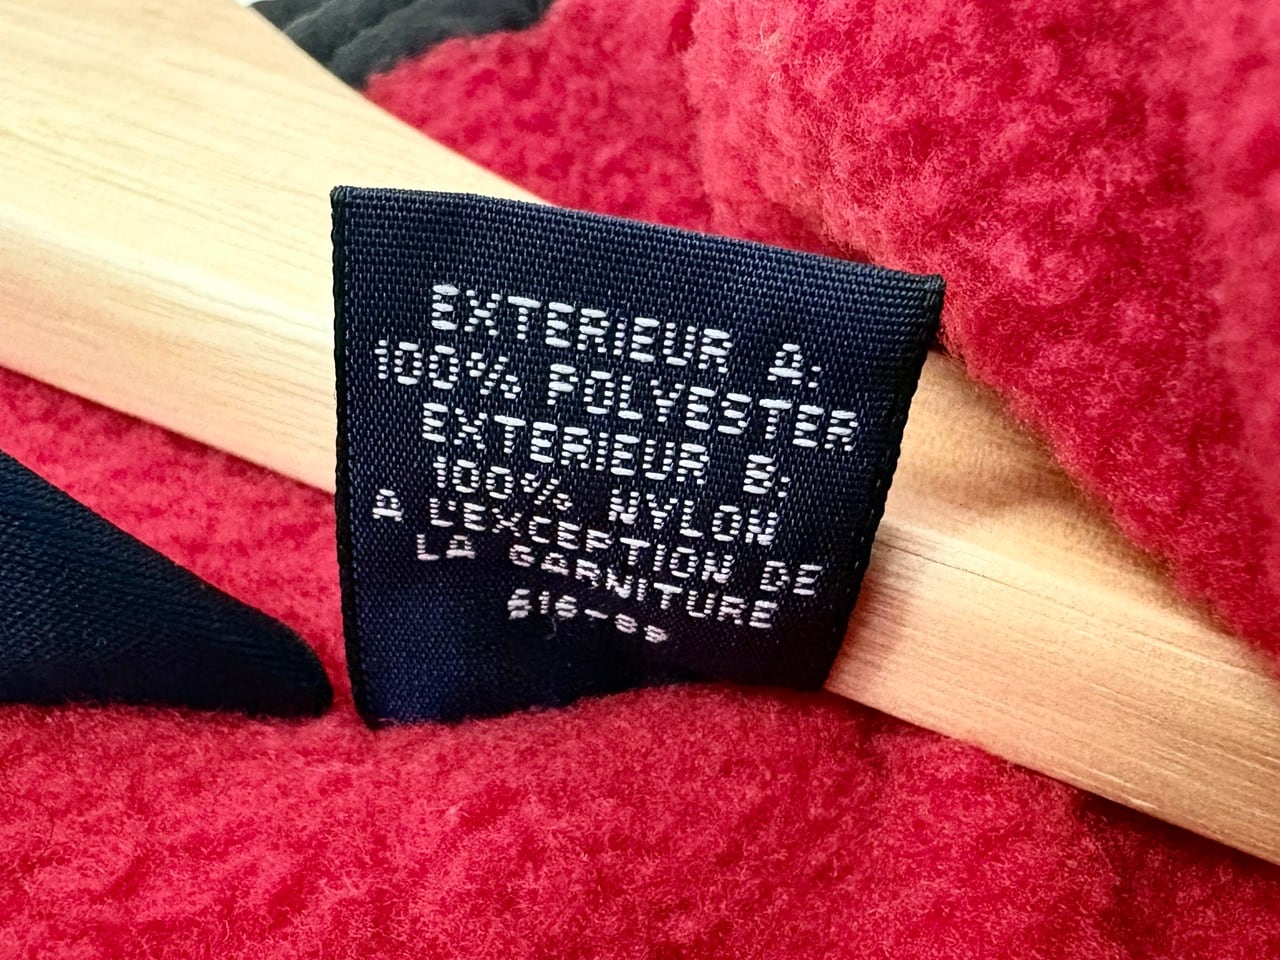 EXTERIEUR A:
100% POLYESTER
EXTERIEUR B:
100% NYLON
A L'EXCEPTION DE
LA GARNITURE